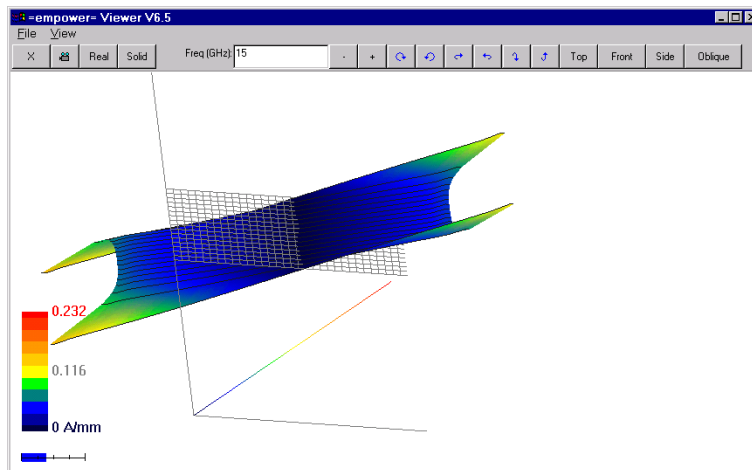 =empower= Viewer V6.5
File View
X Real Solid Freq (GHz): 15 - + Top Front Side Oblique
0.232
0.116
0 A/mm